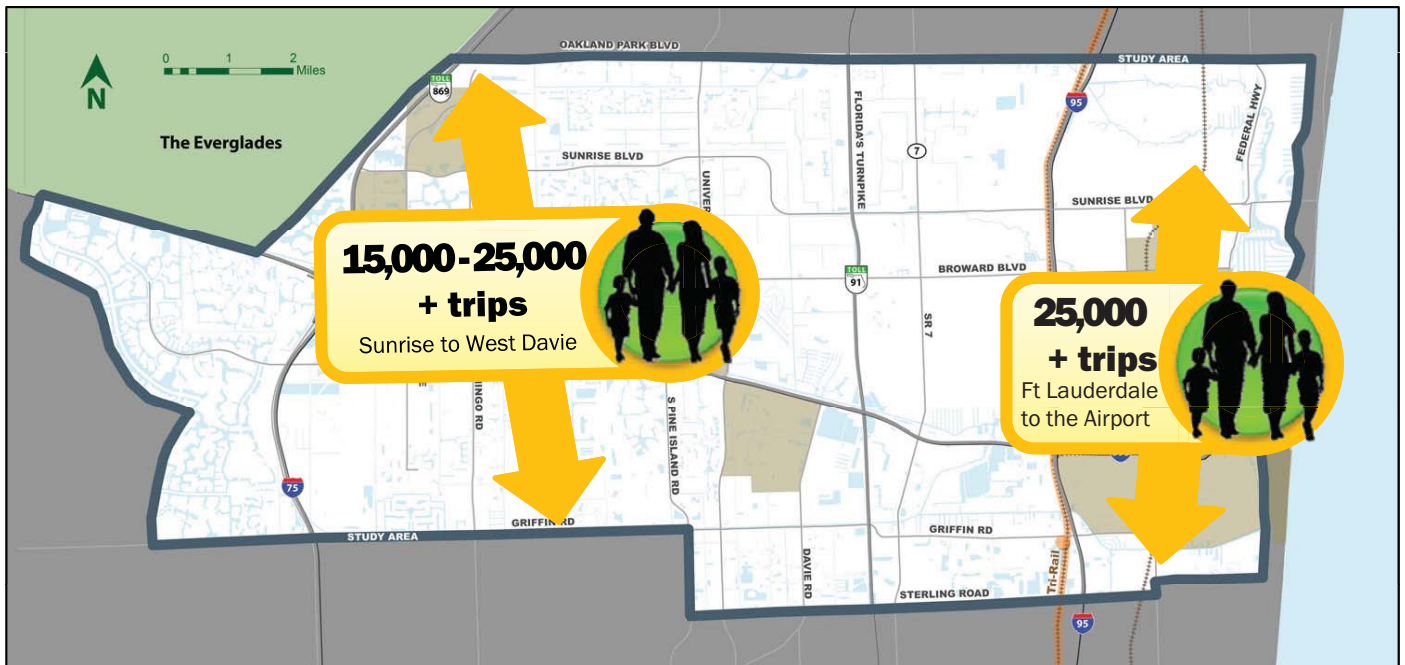 OAKLAND PARK BLVD
STUDY AREA
0 1 2
Miles
N
TOLL
869
95
The Everglades
FLORIDA'S TURNPIKE
FEDERAL HWY
7
SUNRISE BLVD
SUNRISE BLVD
15,000-25,000
+ trips
Sunrise to West Davie
BROWARD BLVD
TOLL
91
25,000
+ trips
Ft Lauderdale
to the Airport
SR 7
S PINE ISLAND RD
75
GRIFFIN RD
GRIFFIN RD
STUDY AREA
DAVIE RD
Tri-Rail
STERLING ROAD
95